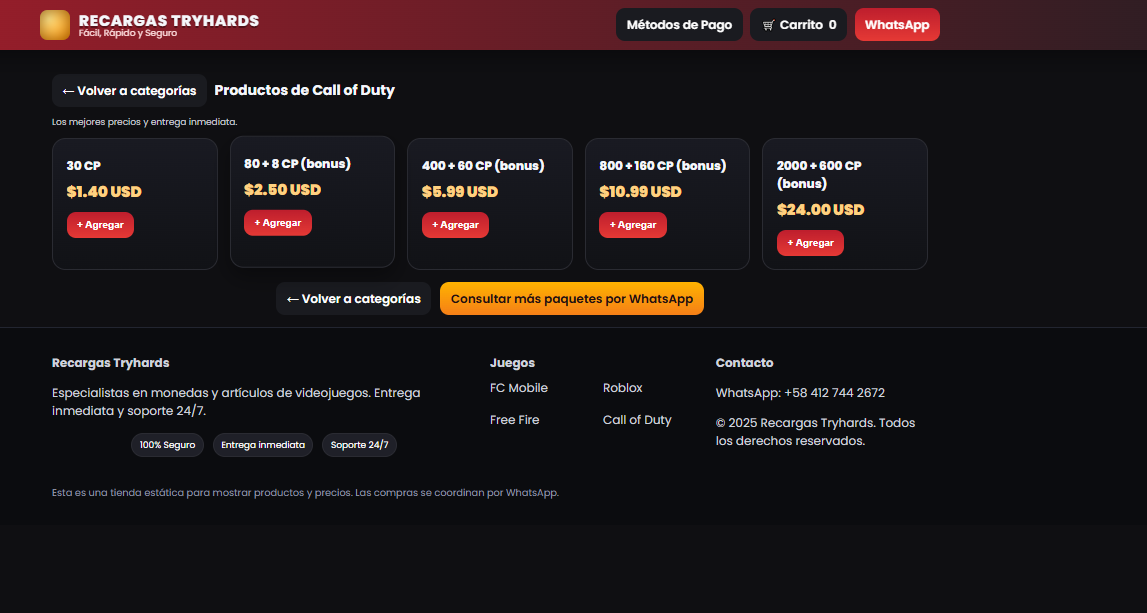 RECARGAS TRYHARDS
Fácil, Rápido y Seguro
Métodos de Pago
🛒 Carrito 0
WhatsApp
← Volver a categorías
Productos de Call of Duty
Los mejores precios y entrega inmediata.
30 CP
$1.40 USD
+ Agregar
80 + 8 CP (bonus)
$2.50 USD
+ Agregar
400 + 60 CP (bonus)
$5.99 USD
+ Agregar
800 + 160 CP (bonus)
$10.99 USD
+ Agregar
2000 + 600 CP
(bonus)
$24.00 USD
+ Agregar
← Volver a categorías
Consultar más paquetes por WhatsApp
Recargas Tryhards
Especialistas en monedas y artículos de videojuegos. Entrega
inmediata y soporte 24/7.
100% Seguro
Entrega inmediata
Soporte 24/7
Juegos
FC Mobile
Roblox
Free Fire
Call of Duty
Contacto
WhatsApp: +58 412 744 2672
© 2025 Recargas Tryhards. Todos
los derechos reservados.
Esta es una tienda estática para mostrar productos y precios. Las compras se coordinan por WhatsApp.